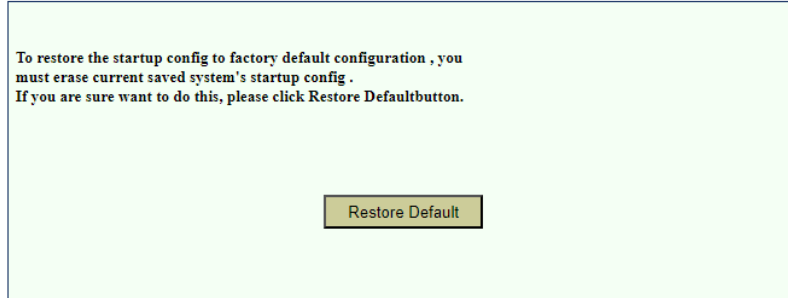 To restore the startup config to factory default configuration , you
must erase current saved system's startup config .
If you are sure want to do this, please click Restore Defaultbutton.
Restore Default